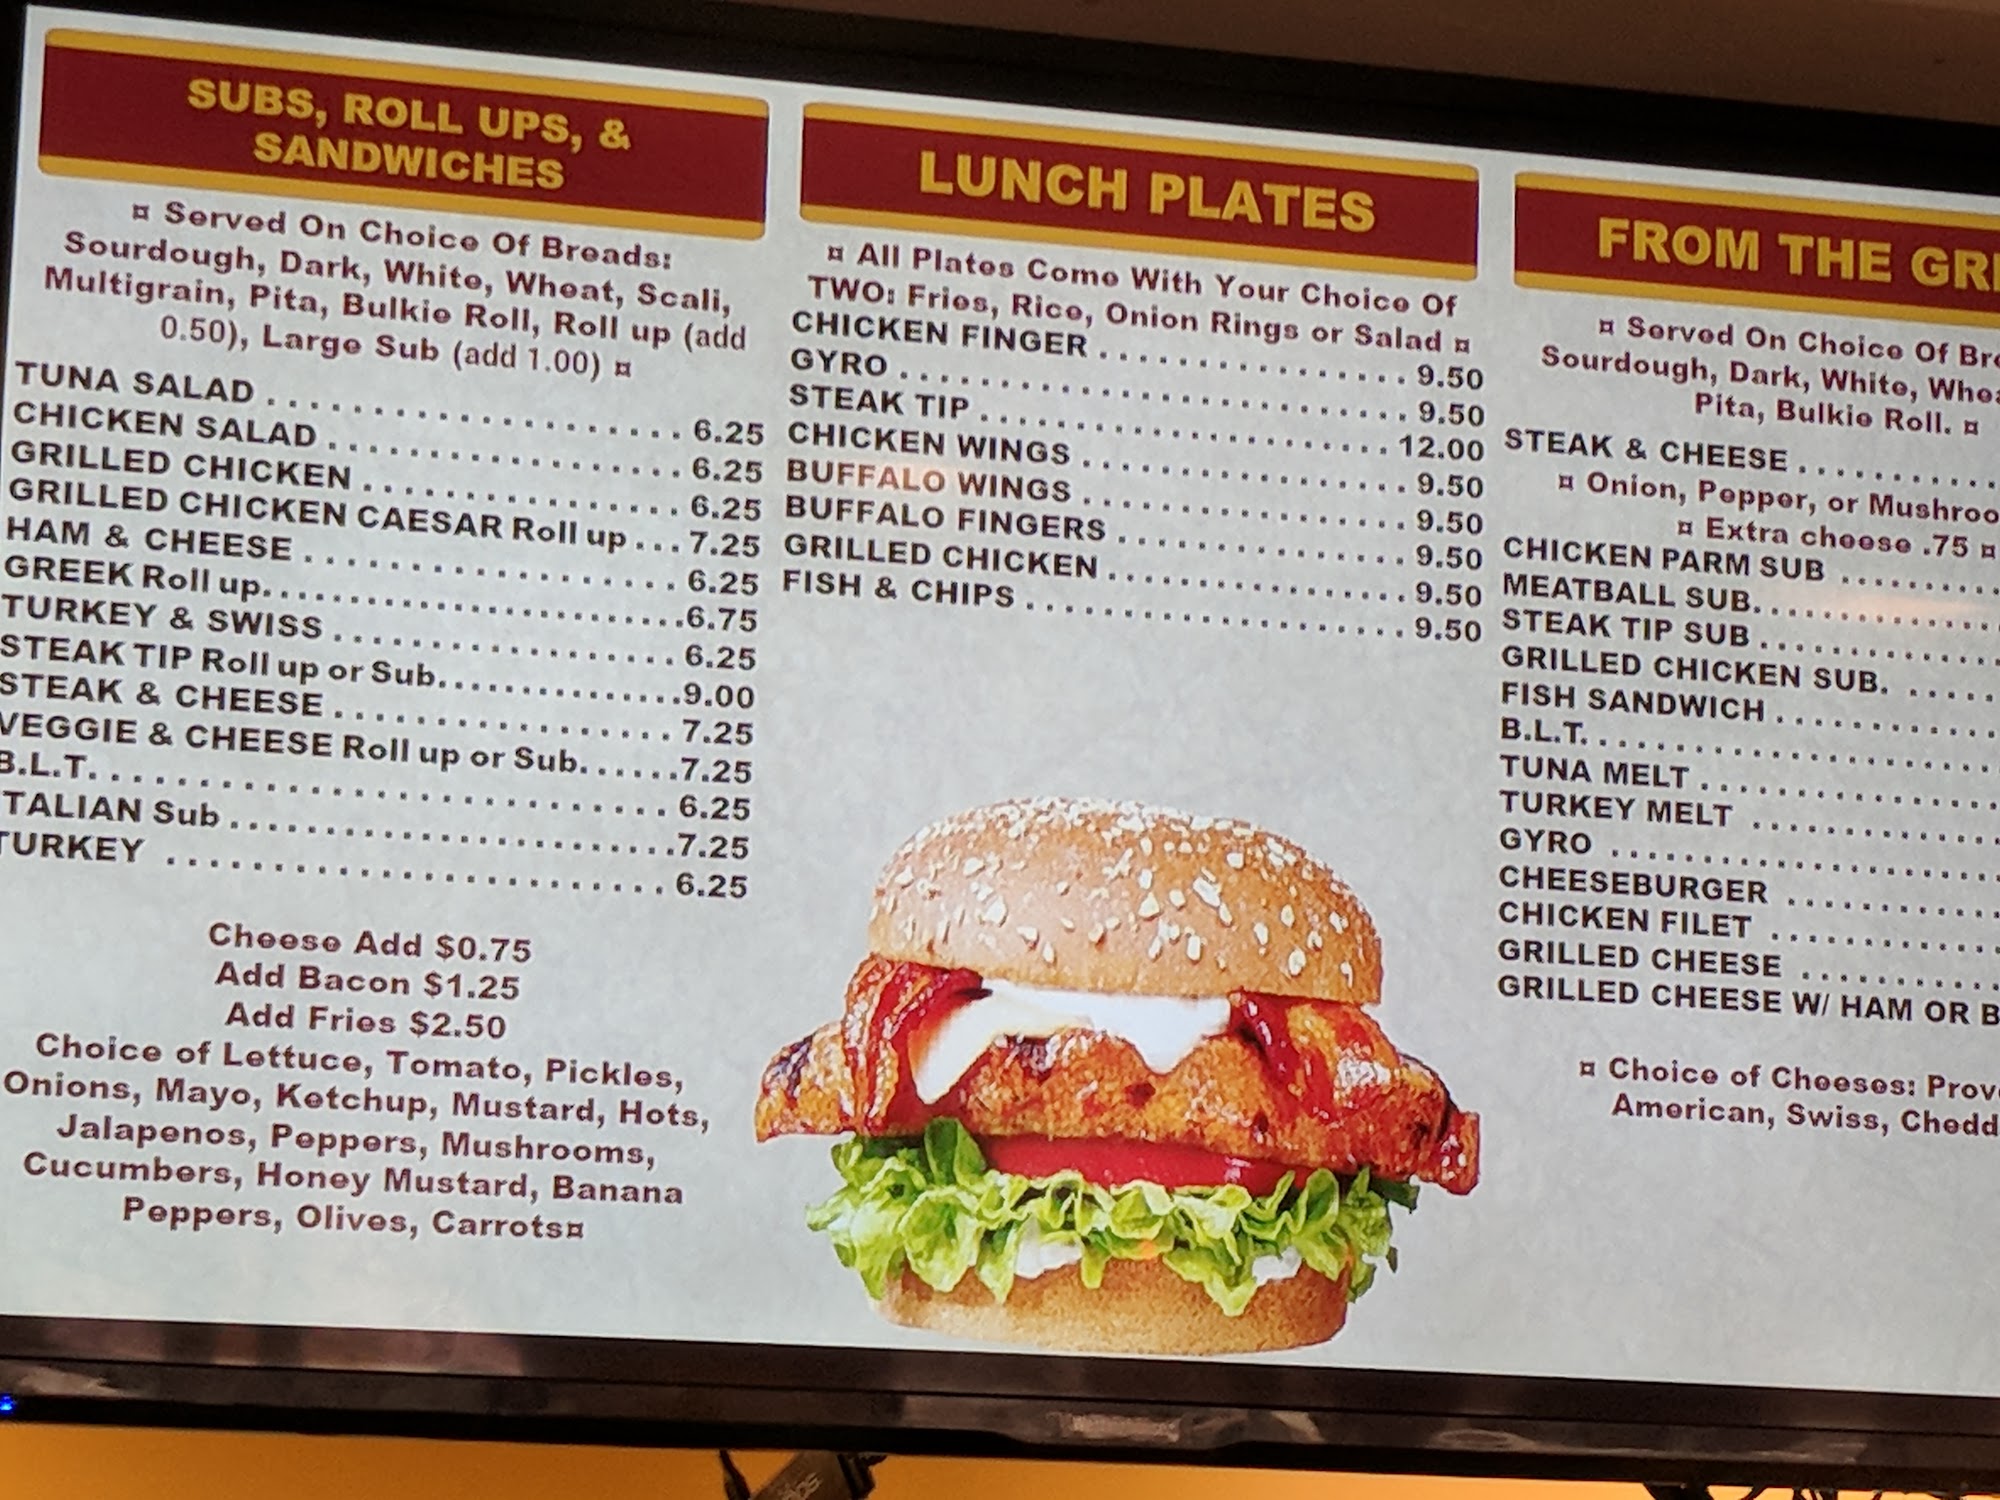 SUBS, ROLL UPS, &
SANDWICHES
¤ Served On Choice Of Breads:
Sourdough, Dark, White, Wheat, Scali,
Multigrain, Pita, Bulkie Roll, Roll up (add
0.50), Large Sub (add 1.00) ¤
TUNA SALAD . . . . . . . . . . . . . . . . . . 6.25
CHICKEN SALAD . . . . . . . . . . . . . . . 6.25
GRILLED CHICKEN . . . . . . . . . . . . . 6.25
GRILLED CHICKEN CAESAR Roll up . . . 7.25
HAM & CHEESE . . . . . . . . . . . . . . . . 6.25
GREEK Roll up. . . . . . . . . . . . . . . . . . .6.75
TURKEY & SWISS . . . . . . . . . . . . . . . 6.25
STEAK TIP Roll up or Sub. . . . . . . . . . . .9.00
STEAK & CHEESE . . . . . . . . . . . . . . . 7.25
VEGGIE & CHEESE Roll up or Sub. . . . . .7.25
B.L.T. . . . . . . . . . . . . . . . . . . . . . . . . 6.25
TALIAN Sub . . . . . . . . . . . . . . . . . . . .7.25
TURKEY . . . . . . . . . . . . . . . . . . . . . . 6.25
Cheese Add $0.75
Add Bacon $1.25
Add Fries $2.50
Choice of Lettuce, Tomato, Pickles,
Onions, Mayo, Ketchup, Mustard, Hots,
Jalapenos, Peppers, Mushrooms,
Cucumbers, Honey Mustard, Banana
Peppers, Olives, Carrots¤
LUNCH PLATES
¤ All Plates Come With Your Choice Of
TWO: Fries, Rice, Onion Rings or Salad ¤
CHICKEN FINGER . . . . . . . . . . . . . . 9.50
GYRO . . . . . . . . . . . . . . . . . . . . . . . 9.50
STEAK TIP . . . . . . . . . . . . . . . . . . 12.00
CHICKEN WINGS . . . . . . . . . . . . . . . 9.50
BUFFALO WINGS . . . . . . . . . . . . . . . 9.50
BUFFALO FINGERS . . . . . . . . . . . . . 9.50
GRILLED CHICKEN . . . . . . . . . . . . . 9.50
FISH & CHIPS . . . . . . . . . . . . . . . . . 9.50
FROM THE GRI
¤ Served On Choice Of Bre
Sourdough, Dark, White, Whea
Pita, Bulkie Roll. ¤
STEAK & CHEESE . . . . . . . . . .
¤ Onion, Pepper, or Mushroo
¤ Extra cheese .75 ¤
CHICKEN PARM SUB . . . . . . . .
MEATBALL SUB. . . . . . . . . . . .
STEAK TIP SUB . . . . . . . . . . . .
GRILLED CHICKEN SUB. . . . . .
FISH SANDWICH . . . . . . . . . . .
B.L.T. . . . . . . . . . . . . . . . . . . .
TUNA MELT . . . . . . . . . . . . . . .
TURKEY MELT . . . . . . . . . . . . .
GYRO . . . . . . . . . . . . . . . . . . .
CHEESEBURGER . . . . . . . . . . .
CHICKEN FILET . . . . . . . . . . . .
GRILLED CHEESE . . . . . . . . . .
GRILLED CHEESE W/ HAM OR B
¤ Choice of Cheeses: Prov
American, Swiss, Chedd